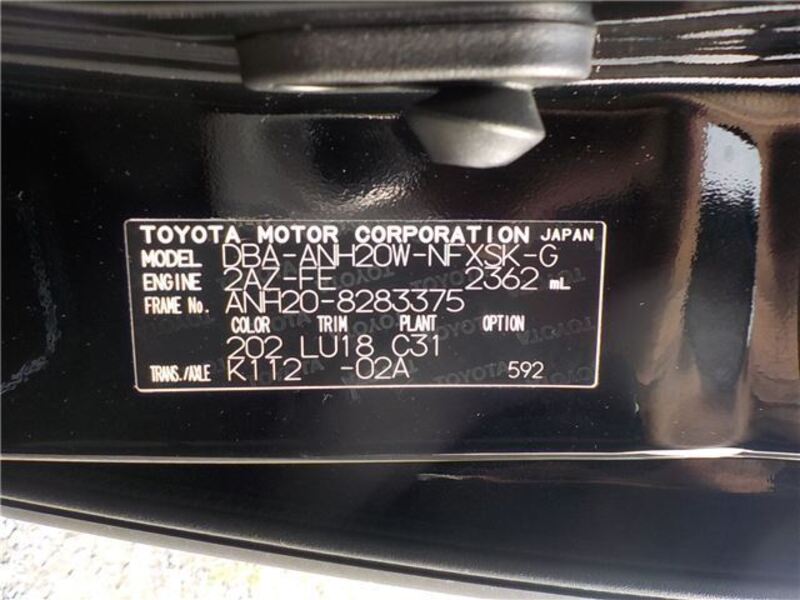 TOYOTA MOTOR CORPORATION JAPAN
MODEL DBA-ANH20W-NFXSK-G
ENGINE 2AZ-FE 2362 mL
FRAME No. ANH20-8283375
COLOR TRIM PLANT OPTION
202 LU18 C31
TRANS./AXLE K112 -02A 592